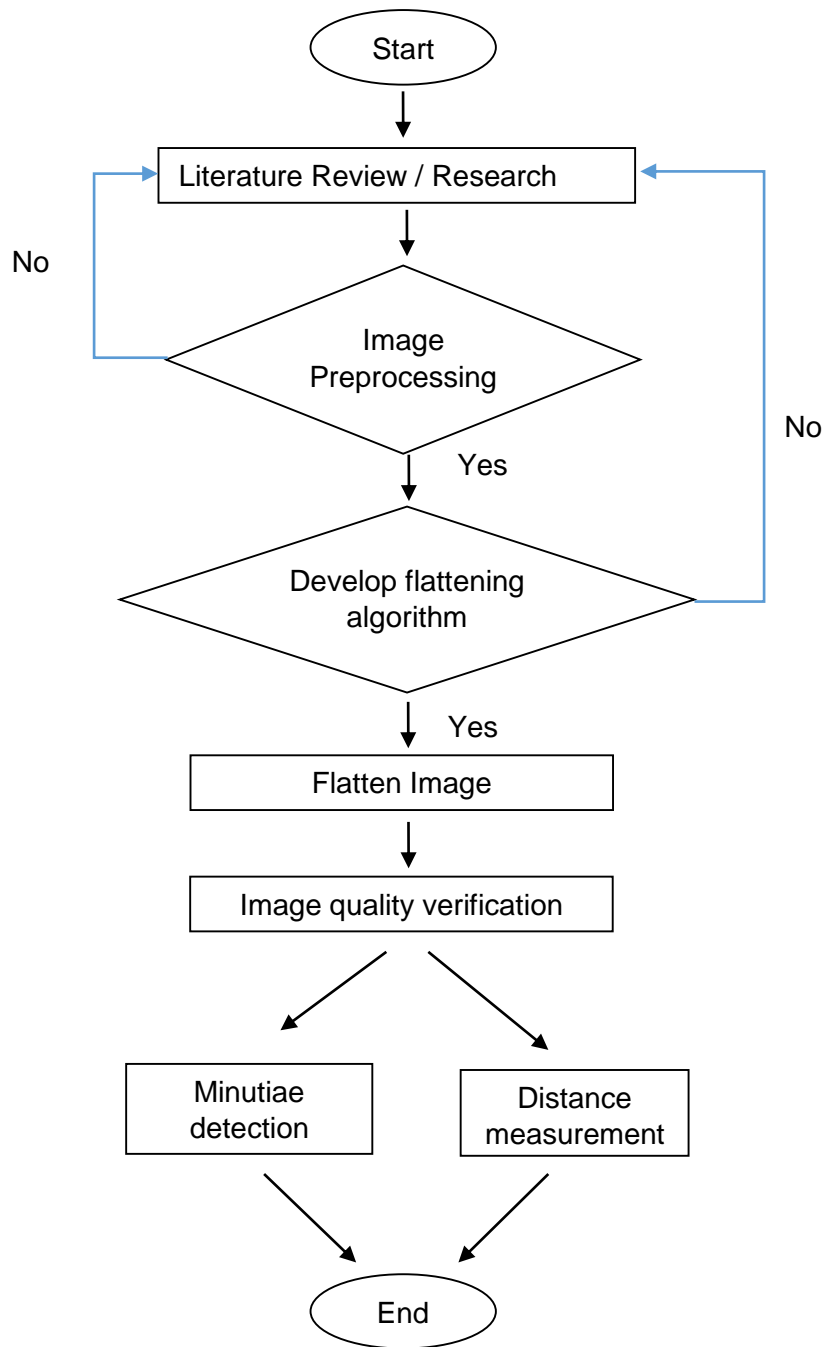 Start
Literature Review / Research
No
Image
Preprocessing
No
Yes
Develop flattening
algorithm
Yes
Flatten Image
Image quality verification
Minutiae
detection
Distance
measurement
End